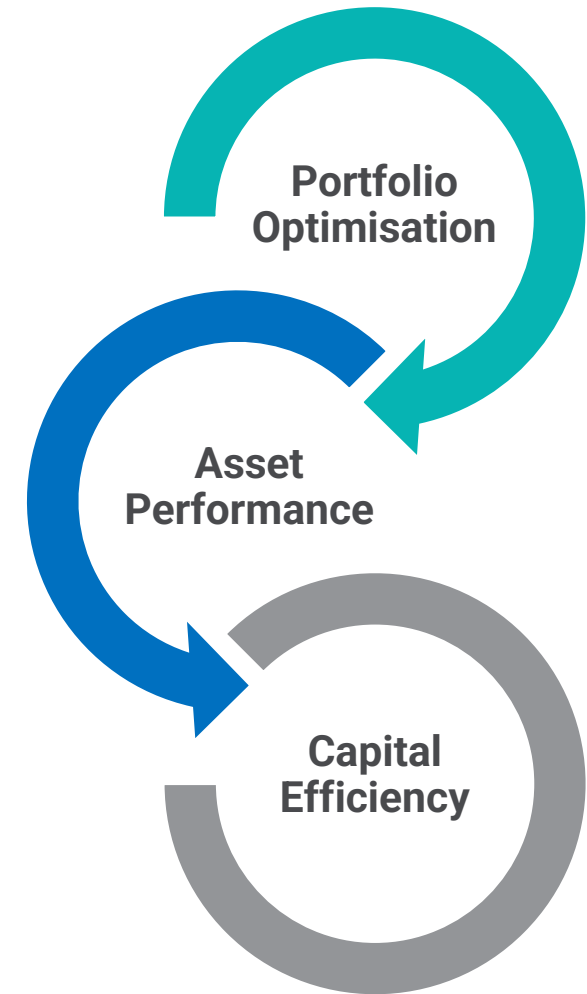 Portfolio
Optimisation
Asset
Performance
Capital
Efficiency